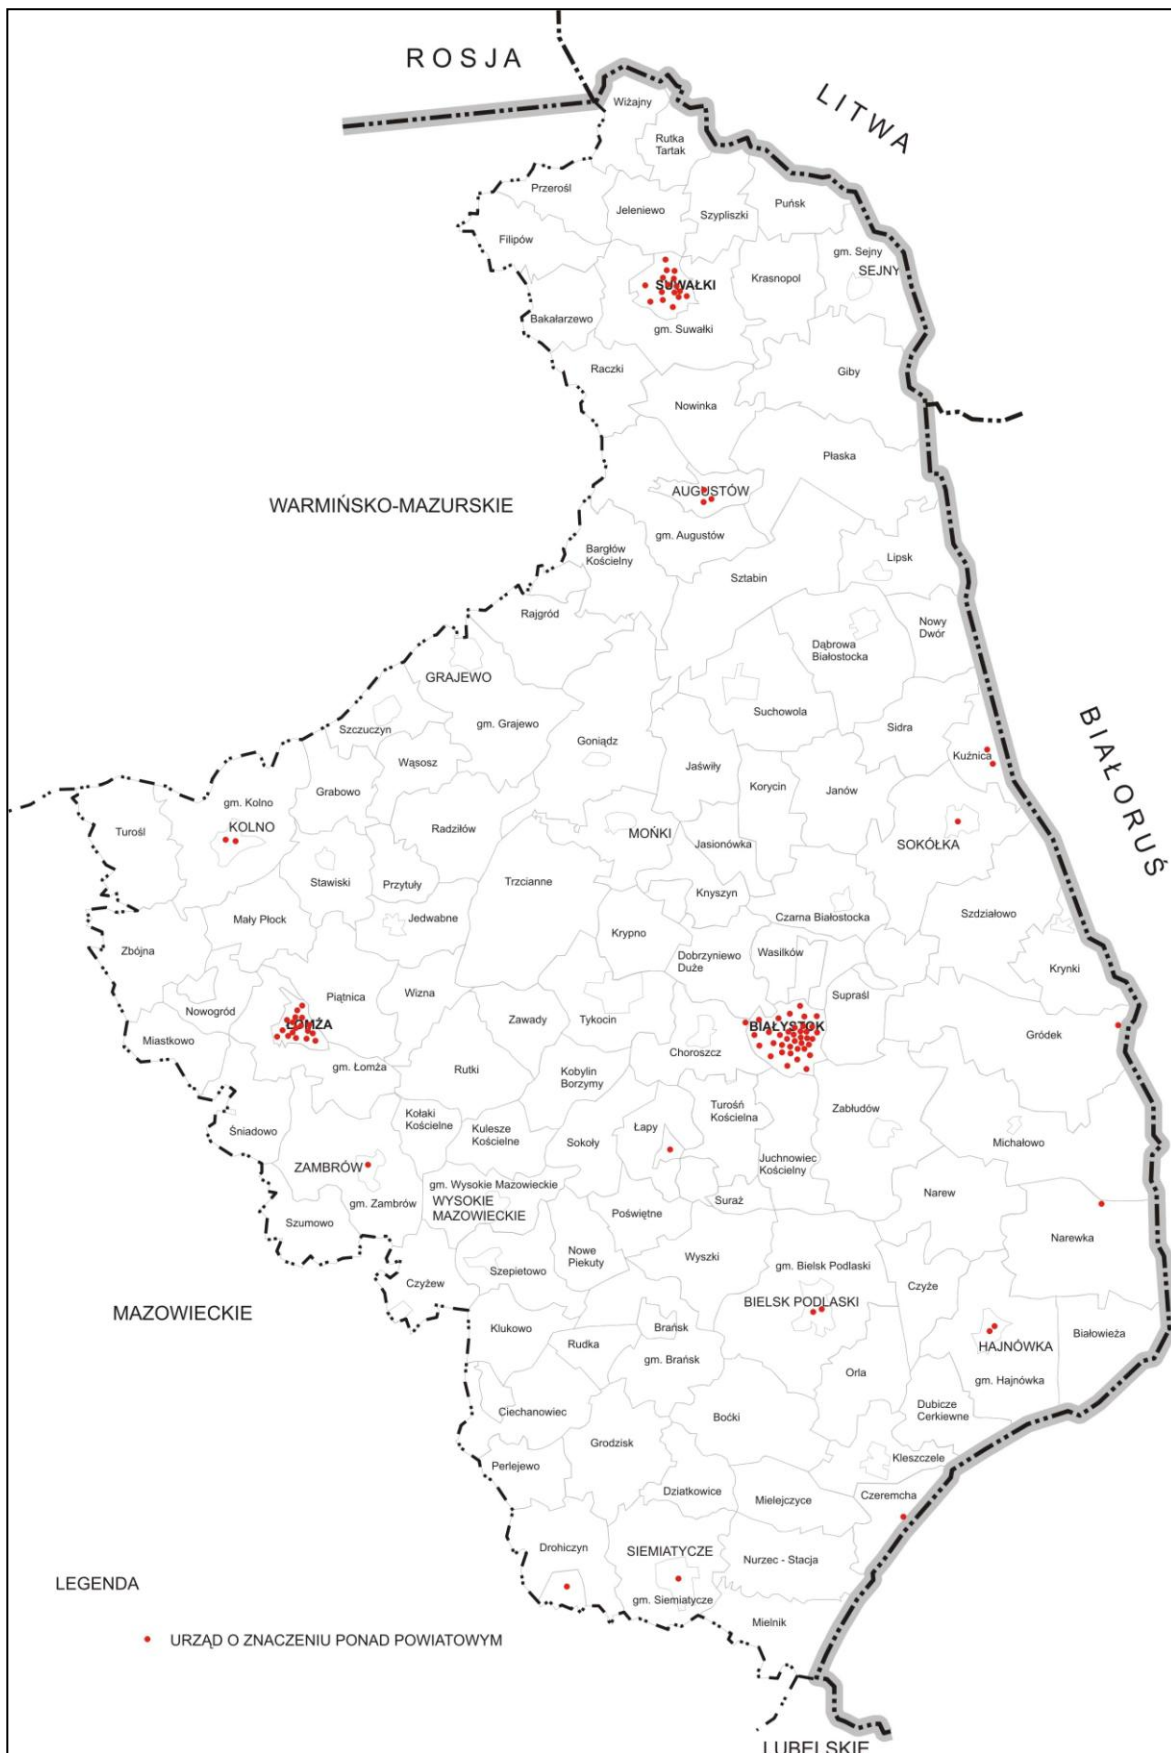 ROSJA
LITWA
Wiżajny
Rutka
Tartak
Przerośl
Jeleniewo
Szypliszki
Puńsk
Filipów
gm. Sejny
SEJNY
Krasnopol
SUWAŁKI
Bakałarzewo
gm. Suwałki
Raczki
Giby
Nowinka
Płaska
AUGUSTÓW
WARMIŃSKO-MAZURSKIE
gm. Augustów
Bargłów
Kościelny
Lipsk
Sztabin
Rajgród
Nowy
Dwór
Dąbrowa
Białostocka
GRAJEWO
Suchowola
BIAŁORUŚ
Szczuczyn
gm. Grajewo
Sidra
Goniądz
Kuźnica
Wąsosz
Jaświły
Korycin
Janów
Grabowo
gm. Kolno
KOLNO
Turośl
Radziłów
MOŃKI
Jasionówka
SOKÓŁKA
Stawiski
Przytuły
Trzcianne
Knyszyn
Mały Płock
Jedwabne
Czarna Białostocka
Szdziałowo
Krypno
Zbójna
Dobrzyniewo
Duże
Wasilków
Krynki
Piątnica
Wizna
Supraśl
Nowogród
ŁOMŻA
Zawady
Tykocin
BIAŁYSTOK
Gródek
Miastkowo
Choroszcz
gm. Łomża
Rutki
Kobylin
Borzymy
Kołaki
Kościelne
Turośń
Kościelna
Zabłudów
Śniadowo
Kulesze
Kościelne
Sokoły
Łapy
Michałowo
ZAMBRÓW
Juchnowiec
Kościelny
gm. Wysokie Mazowieckie
WYSOKIE
MAZOWIECKIE
gm. Zambrów
Suraż
Narew
Szumowo
Poświętne
Narewka
Nowe
Piekuty
Wyszki
gm. Bielsk Podlaski
Szepietowo
Czyżew
Czyże
BIELSK PODLASKI
MAZOWIECKIE
Klukowo
Brańsk
Rudka
HAJNÓWKA
Białowieża
gm. Brańsk
Orla
gm. Hajnówka
Ciechanowiec
Boćki
Dubicze
Cerkiewne
Grodzisk
Kleszczele
Perlejewo
Dziatkowice
Mielejczyce
Czeremcha
Drohiczyn
SIEMIATYCZE
Nurzec - Stacja
LEGENDA
gm. Siemiatycze
Mielnik
URZĄD O ZNACZENIU PONAD POWIATOWYM
LUBELSKIE